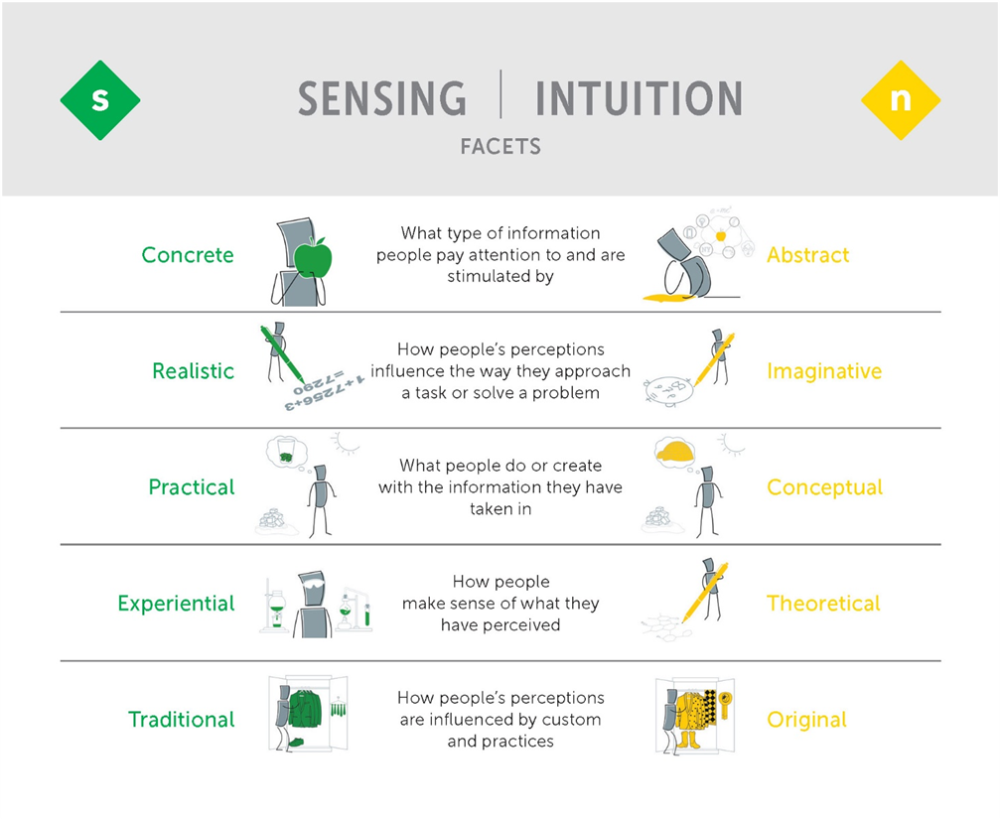 s
SENSING | INTUITION
n
FACETS
Concrete
What type of information
people pay attention to and are
stimulated by
Abstract
Realistic
1+7256+3
=7290
How people's perceptions
influence the way they approach
a task or solve a problem
Imaginative
Practical
What people do or create
with the information they have
taken in
Conceptual
Experiential
How people
make sense of what they
have perceived
Theoretical
Traditional
How people's perceptions
are influenced by custom
and practices
Original